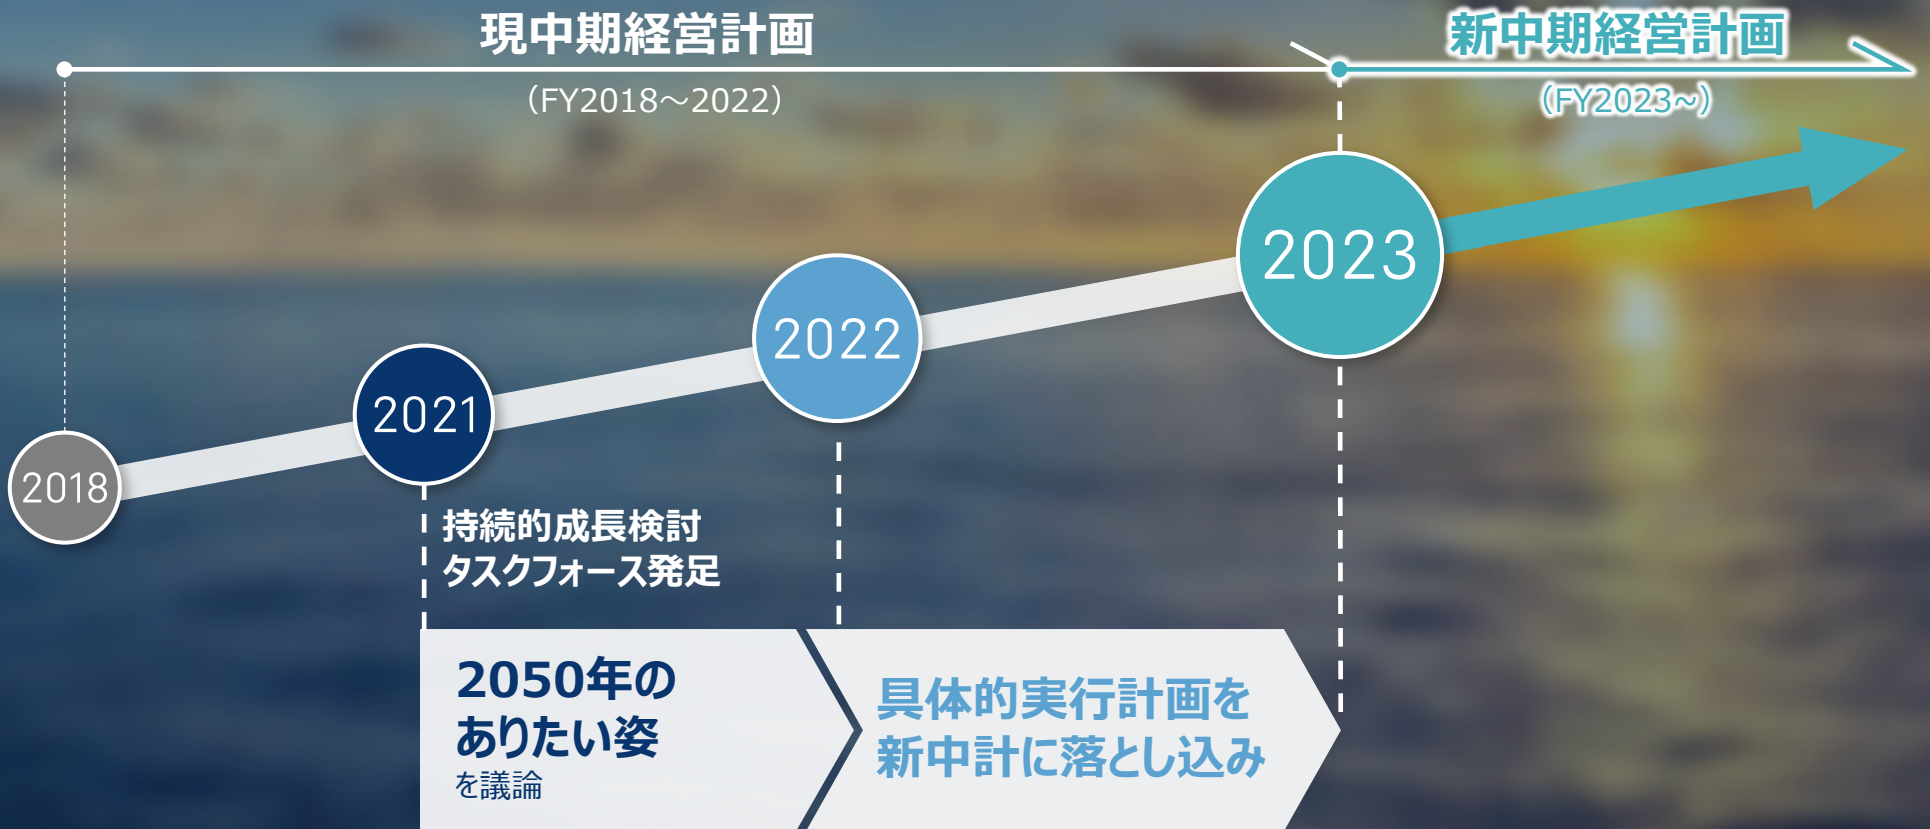 現中期経営計画
（FY2018～2022）
新中期経営計画
（FY2023~）
2018
2021
2022
2023
持続的成長検討
タスクフォース発足
2050年の
ありたい姿
を議論
具体的実行計画を
新中計に落とし込み